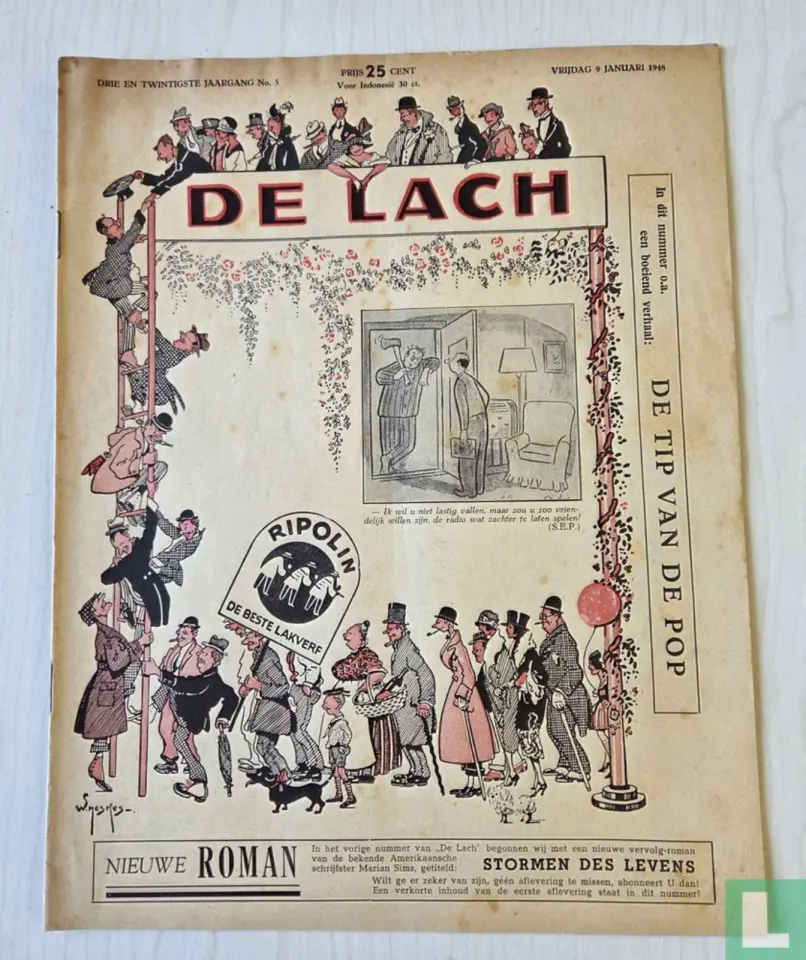 DRIE EN TWINTIGSTE JAARGANG No. 5
PRIJS 25 CENT
Voor Indonesië 30 ct.
VRIJDAG 9 JANUARI 1948
DE LACH
In dit nummer o.a.
een boeiend verhaal:
DE TIP VAN DE POP
— Ik wil u niet lastig vallen, maar zou u zoo vrien-
delijk willen zijn, de radio wat zachter te laten spelen?
(S.E.P.)
RIPOLIN
DE BESTE LAKVERF
NIEUWE ROMAN
In het vorige nummer van „De Lach' begonnen wij met een nieuwe vervolg-roman
van de bekende Amerikaansche
schrijfster Marian Sims, getiteld:
STORMEN DES LEVENS
Wilt ge er zeker van zijn, géén aflevering te missen, abonneert U dan!
Een verkorte inhoud van de eerste aflevering staat in dit nummer!
L